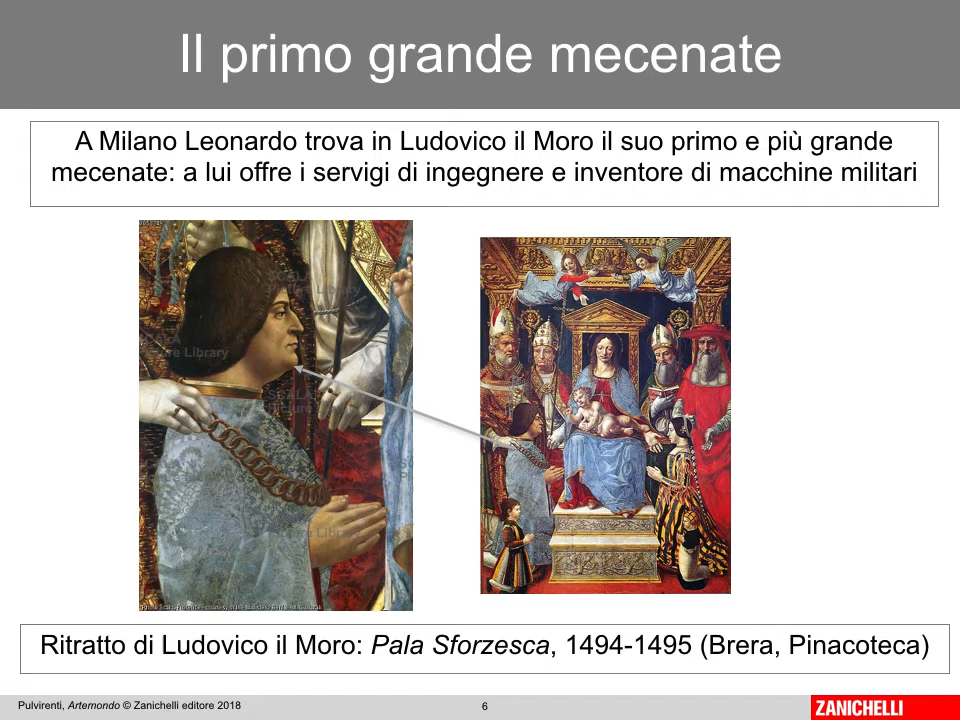 Il primo grande mecenate
A Milano Leonardo trova in Ludovico il Moro il suo primo e più grande
mecenate: a lui offre i servigi di ingegnere e inventore di macchine militari
Ritratto di Ludovico il Moro: Pala Sforzesca, 1494-1495 (Brera, Pinacoteca)
Pulvirenti, Artemondo © Zanichelli editore 2018
6
ZANICHELLI